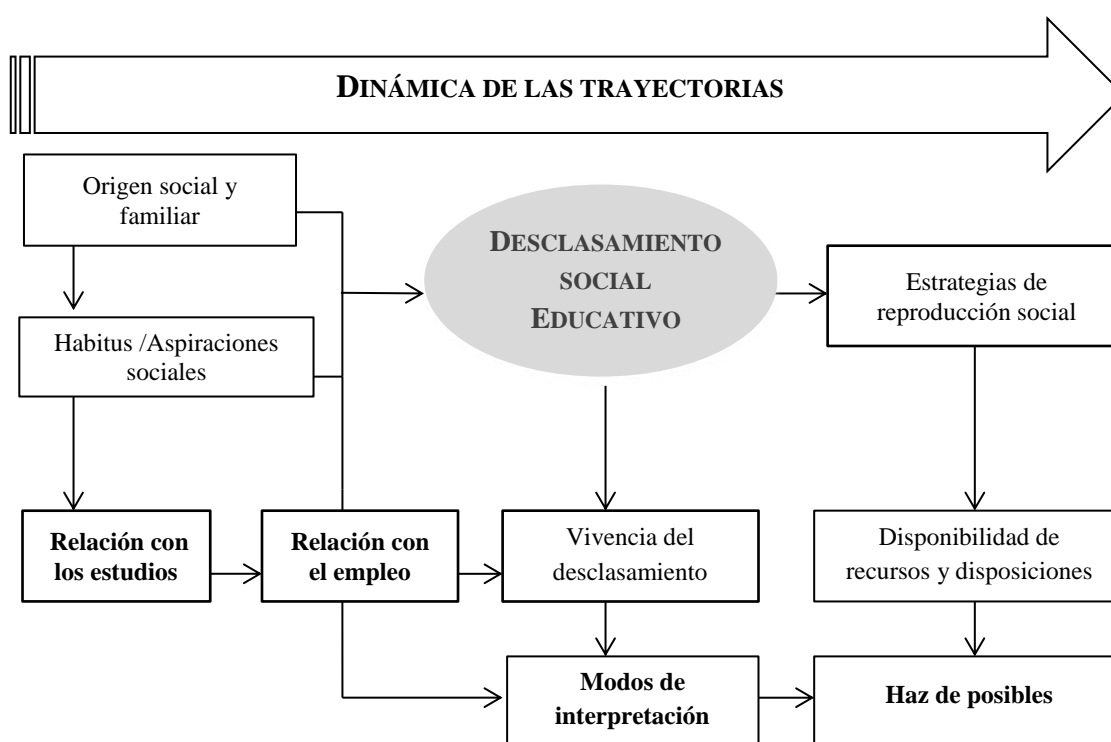 DINÁMICA DE LAS TRAYECTORIAS
Origen social y
familiar
DESCLASAMIENTO
SOCIAL
EDUCATIVO
Estrategias de
reproducción social
Habitus /Aspiraciones
sociales
Relación con
los estudios
Relación con
el empleo
Vivencia del
desclasamiento
Disponibilidad de
recursos y disposiciones
Modos de
interpretación
Haz de posibles